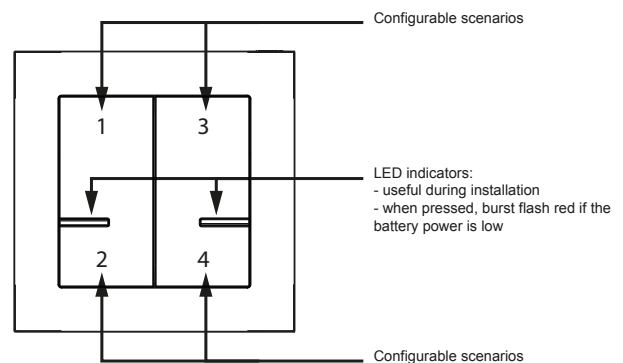 Configurable scenarios
1 3
LED indicators:
- useful during installation
- when pressed, burst flash red if the
battery power is low
2 4
Configurable scenarios